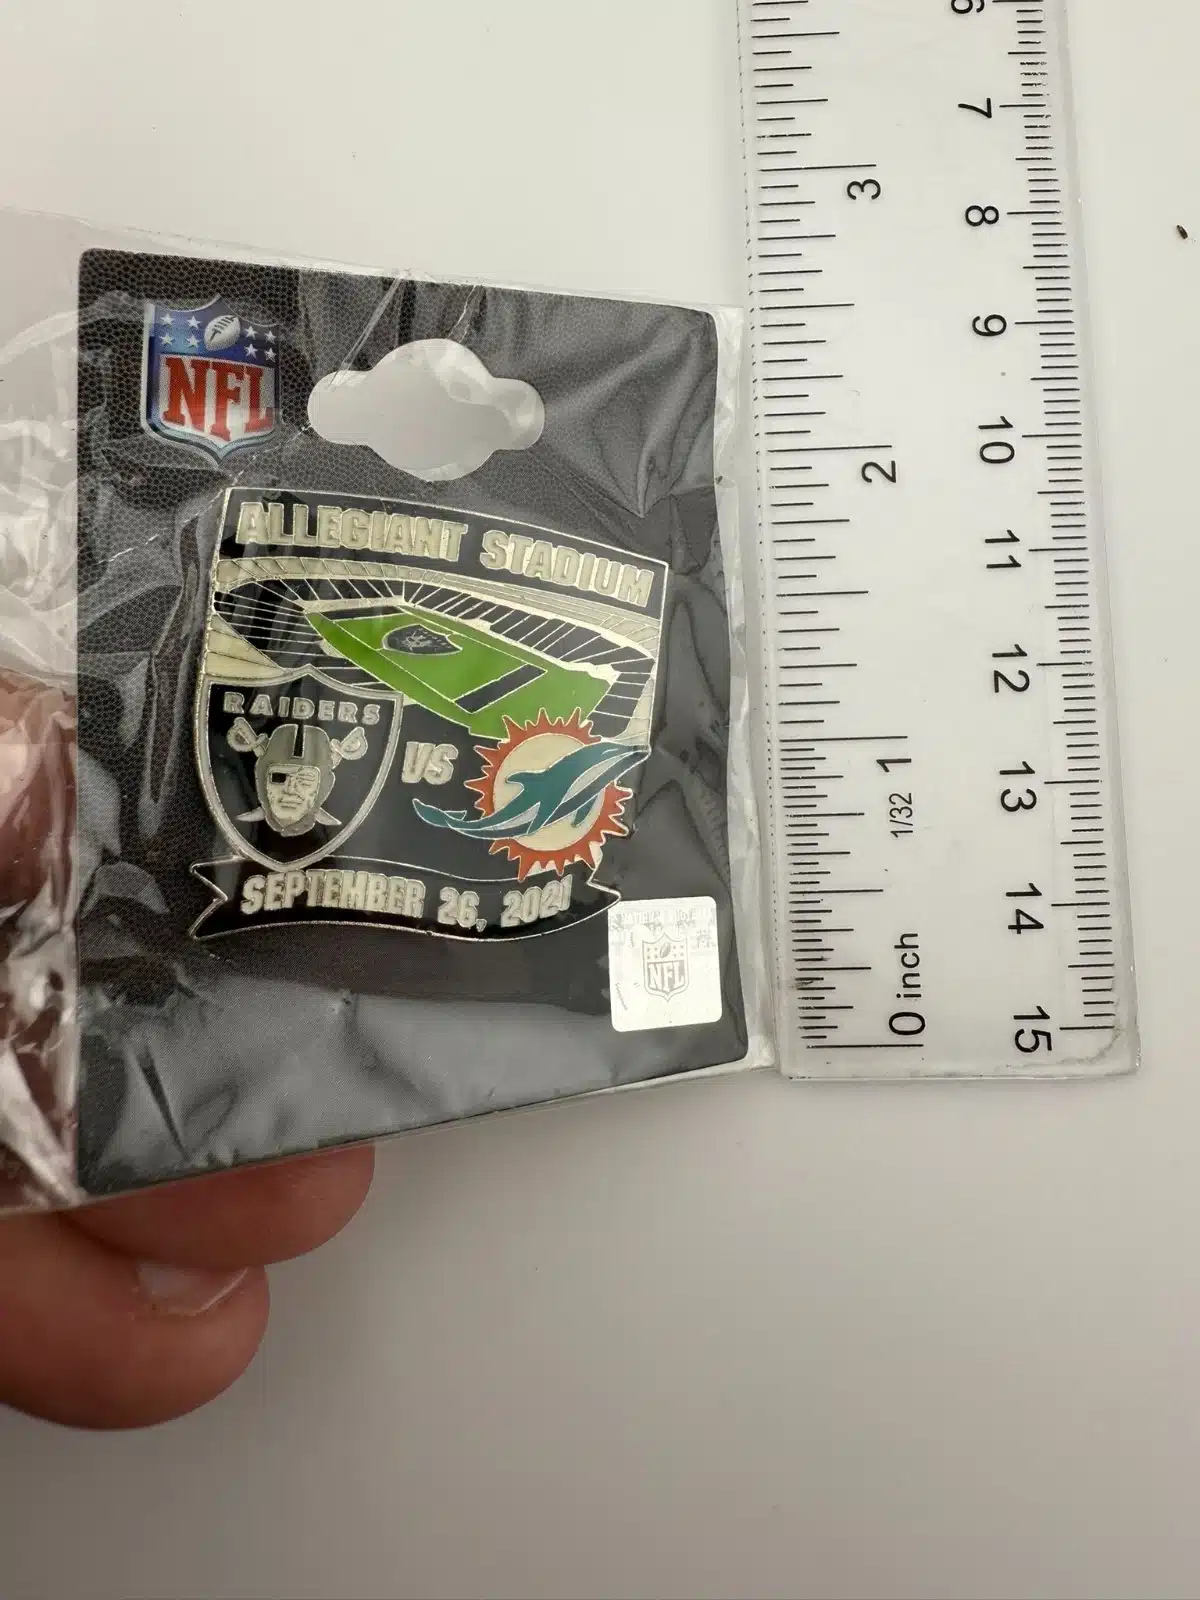 NFL
ALLEGIANT STADIUM
RAIDERS
VS
SEPTEMBER 26, 2021
NFL
6
7
3
8
9
10
2
11
12
1
13
1/32
14
0 inch
15